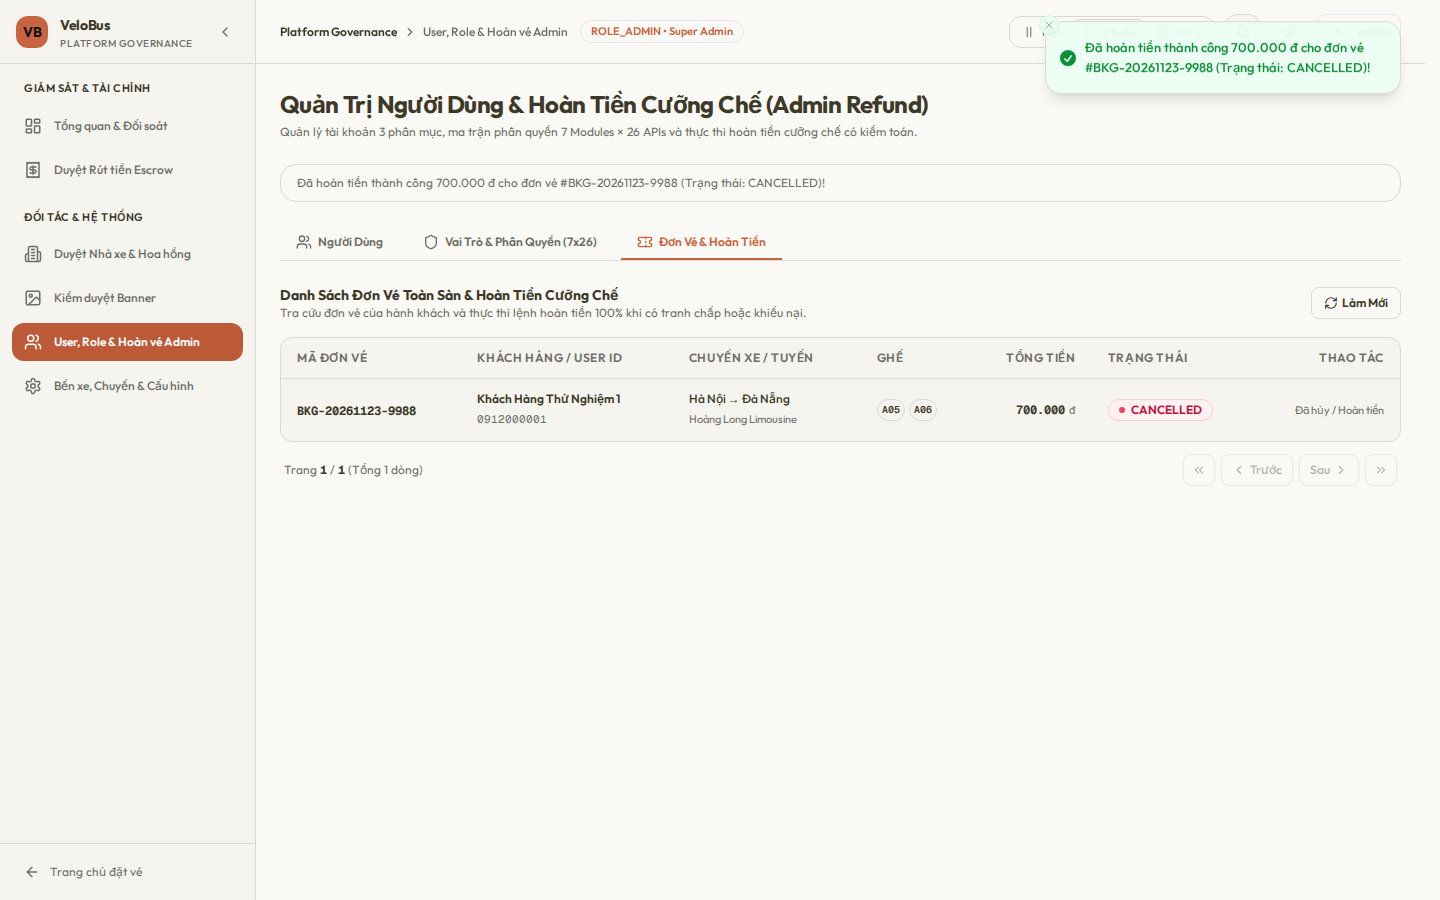 VB
VeloBus
PLATFORM GOVERNANCE
GIÁM SÁT & TÀI CHÍNH
Tổng quan & Đối soát
Duyệt Rút tiền Escrow
ĐỐI TÁC & HỆ THỐNG
Duyệt Nhà xe & Hoa hồng
Kiểm duyệt Banner
User, Role & Hoàn vé Admin
Bến xe, Chuyến & Cấu hình
Trang chủ đặt vé
Platform Governance > User, Role & Hoàn vé Admin
ROLE_ADMIN • Super Admin
Đã hoàn tiền thành công 700.000 đ cho đơn vé
#BKG-20261123-9988 (Trạng thái: CANCELLED)!
Quản Trị Người Dùng & Hoàn Tiền Cưỡng Chế (Admin Refund)
Quản lý tài khoản 3 phân mục, ma trận phân quyền 7 Modules × 26 APIs và thực thi hoàn tiền cưỡng chế có kiểm toán.
Đã hoàn tiền thành công 700.000 đ cho đơn vé #BKG-20261123-9988 (Trạng thái: CANCELLED)!
Người Dùng
Vai Trò & Phân Quyền (7x26)
Đơn Vé & Hoàn Tiền
Danh Sách Đơn Vé Toàn Sàn & Hoàn Tiền Cưỡng Chế
Tra cứu đơn vé của hành khách và thực thi lệnh hoàn tiền 100% khi có tranh chấp hoặc khiếu nại.
Làm Mới
MÃ ĐƠN VÉ
KHÁCH HÀNG / USER ID
CHUYẾN XE / TUYẾN
GHẾ
TỔNG TIỀN
TRẠNG THÁI
THAO TÁC
BKG-20261123-9988
Khách Hàng Thử Nghiệm 1
0912000001
Hà Nội → Đà Nẵng
Hoàng Long Limousine
A05
A06
700.000 đ
CANCELLED
Đã hủy / Hoàn tiền
Trang 1 / 1 (Tổng 1 dòng)
Trước
Sau